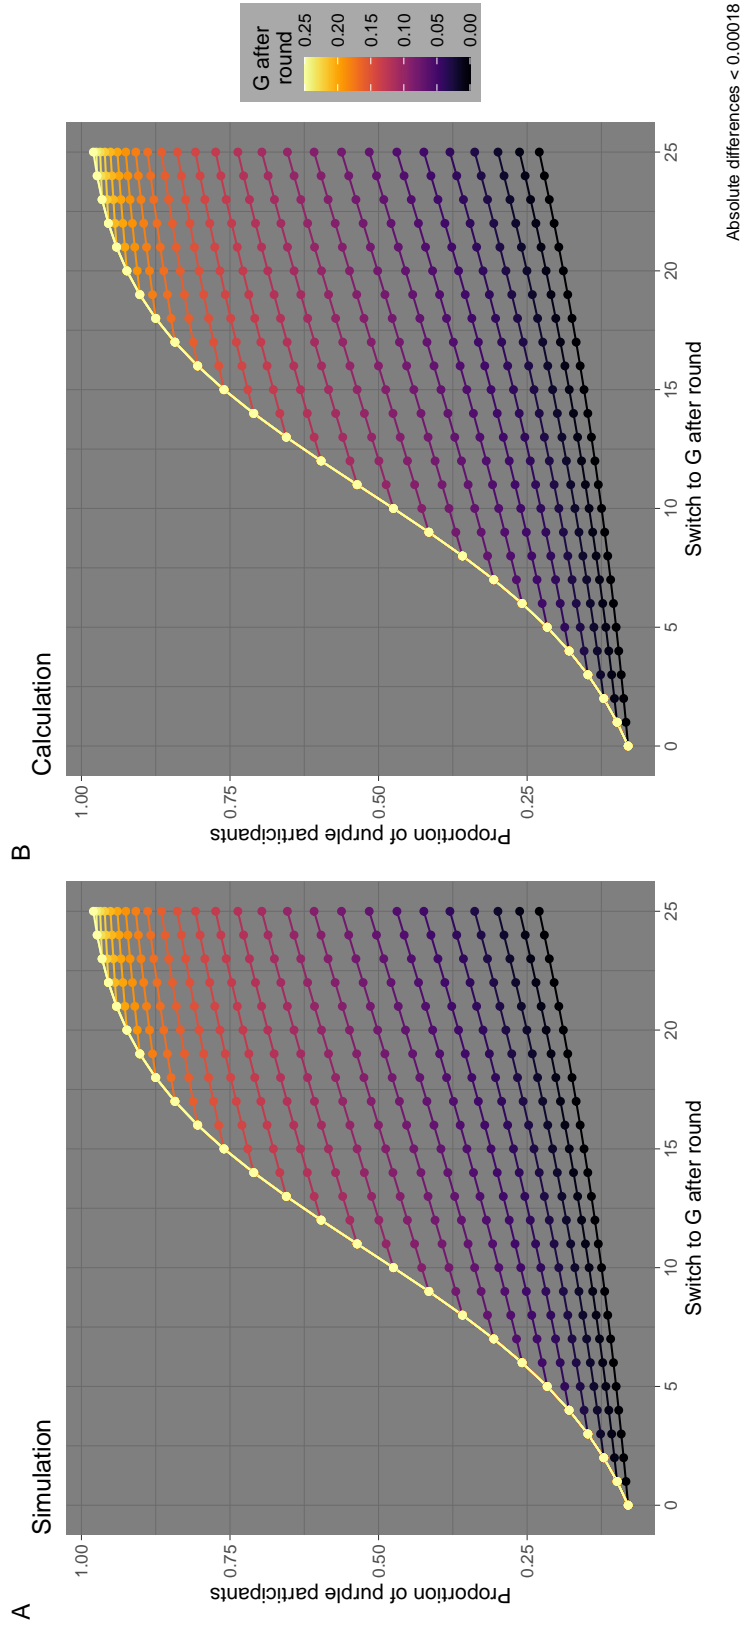 A
Simulation
Proportion of purple participants
1.00
0.75
0.50
0.25
0
5
10
15
20
25
Switch to G after round
B
Calculation
Proportion of purple participants
1.00
0.75
0.50
0.25
0
5
10
15
20
25
Switch to G after round
G after
round
0.25
0.20
0.15
0.10
0.05
0.00
Absolute differences < 0.00018